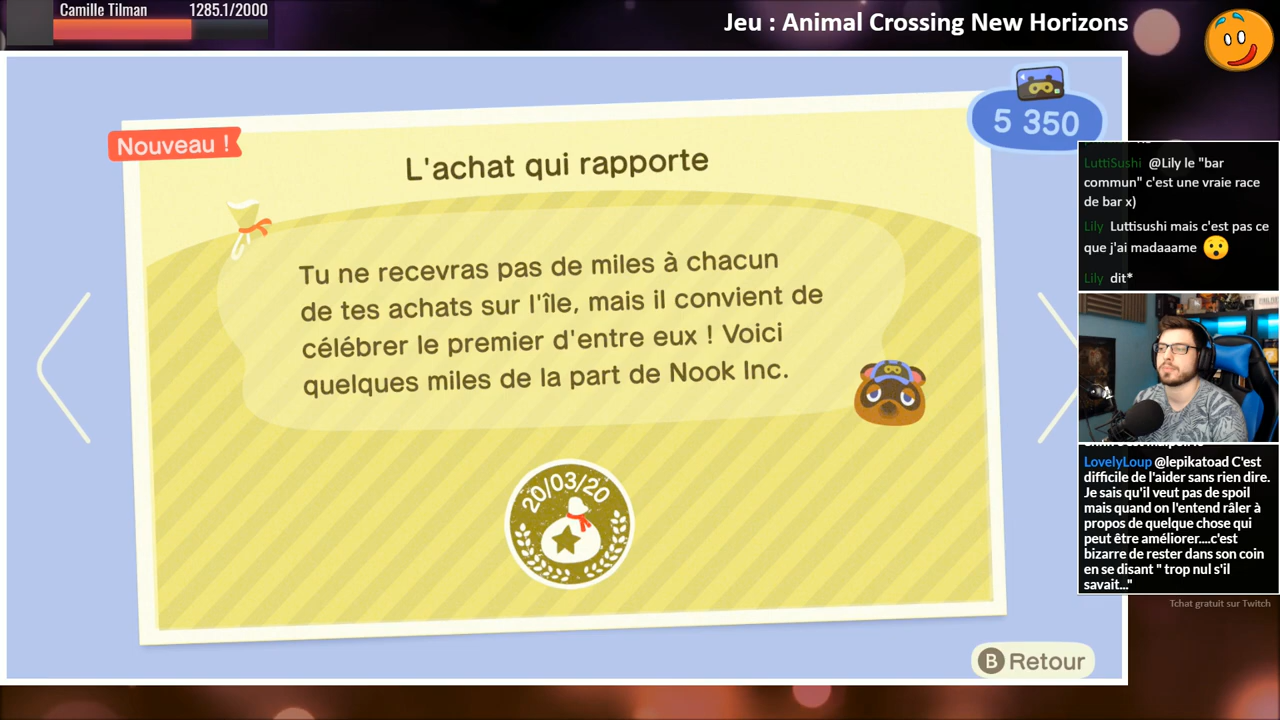 Camille Tilman 1285.1/2000
Jeu : Animal Crossing New Horizons
5 350
Nouveau !
L'achat qui rapporte
Tu ne recevras pas de miles à chacun
de tes achats sur l'île, mais il convient de
célébrer le premier d'entre eux ! Voici
quelques miles de la part de Nook Inc.
20/03/20
B Retour
LuttiSushi @Lily le "bar
commun" c'est une vraie race
de bar x)
Lily Luttisushi mais c'est pas ce
que j'ai madaaame 😯
Lily dit*
LovelyLoup @lepikatoad C'est
difficile de l'aider sans rien dire.
Je sais qu'il veut pas de spoil
mais quand on l'entend râler à
propos de quelque chose qui
peut être améliorer....c'est
bizarre de rester dans son coin
en se disant " trop nul s'il
savait..."
Tchat gratuit sur Twitch